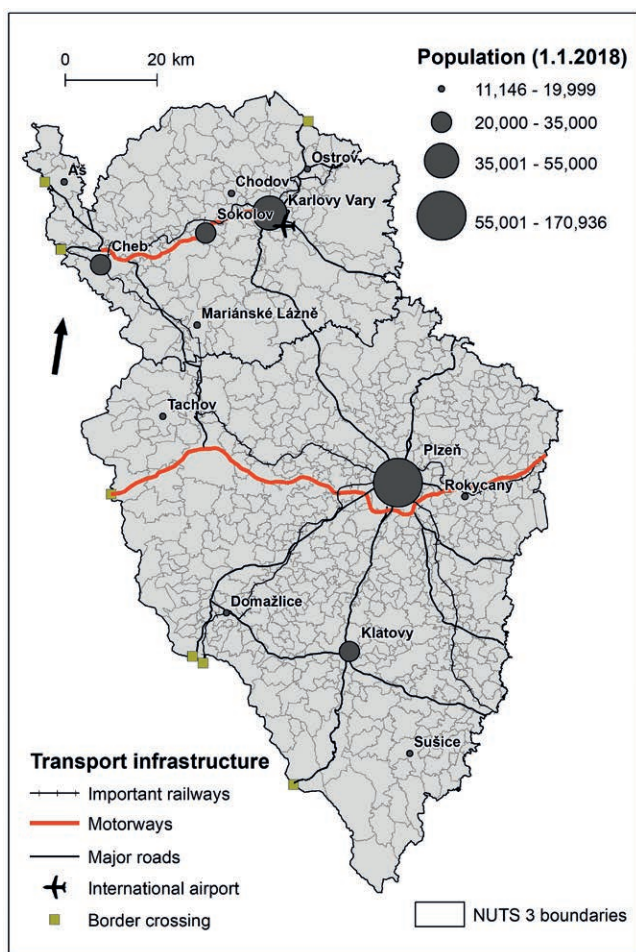 0 20 km
Population (1.1.2018)
11,146 - 19,999
20,000 - 35,000
35,001 - 55,000
55,001 - 170,936
Ostrov
Aš
Chodov
Karlovy Vary
Sokolov
Cheb
Mariánské Lázně
Tachov
Plzeň
Rokycany
Domažlice
Klatovy
Sušice
Transport infrastructure
Important railways
Motorways
Major roads
International airport
Border crossing
NUTS 3 boundaries